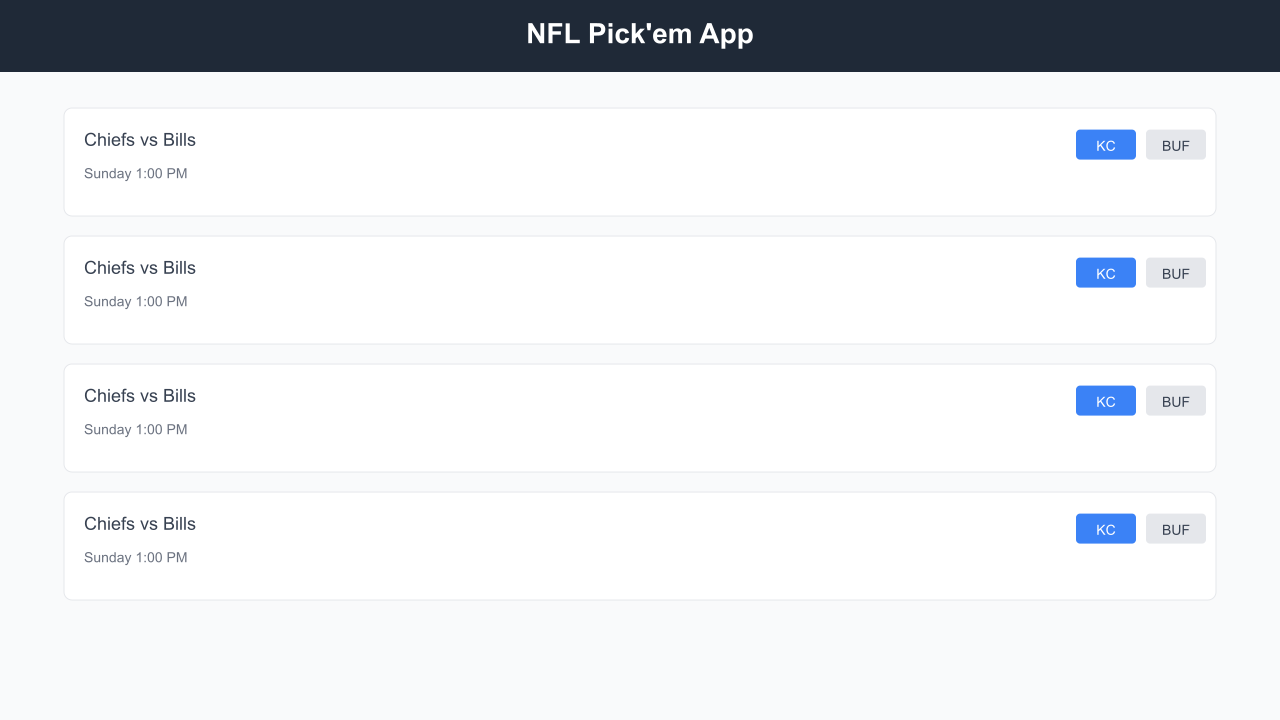 NFL Pick'em App
Chiefs vs Bills
KC
BUF
Sunday 1:00 PM
Chiefs vs Bills
KC
BUF
Sunday 1:00 PM
Chiefs vs Bills
KC
BUF
Sunday 1:00 PM
Chiefs vs Bills
KC
BUF
Sunday 1:00 PM